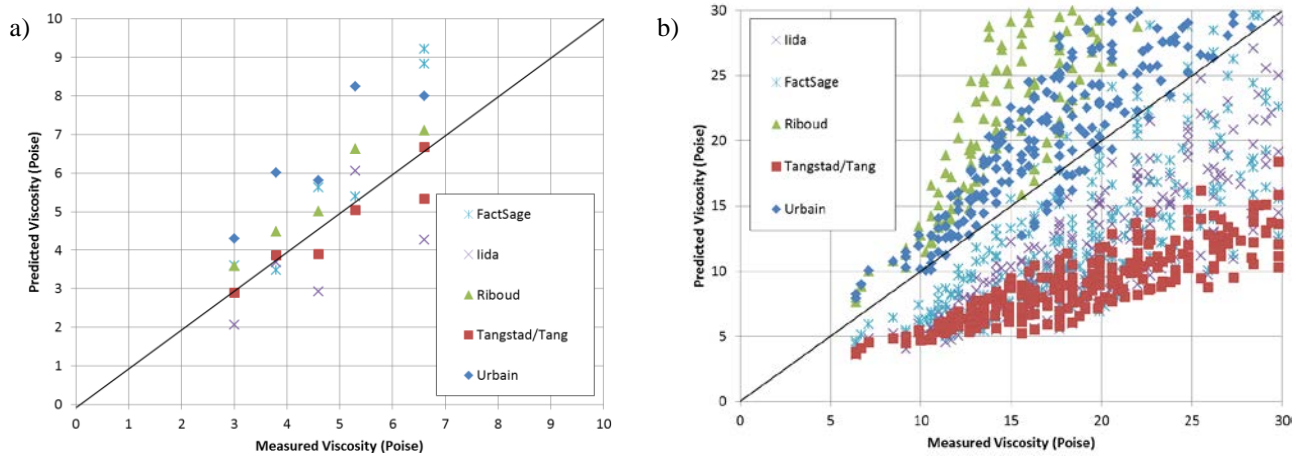 a)
10
9
8
7
6
5
4
3
2
1
0
Predicted Viscosity (Poise)
FactSage
Iida
Riboud
Tangstad/Tang
Urbain
0 1 2 3 4 5 6 7 8 9 10
Measured Viscosity (Poise)
b)
30
25
20
15
10
5
0
Predicted Viscosity (Poise)
Iida
FactSage
Riboud
Tangstad/Tang
Urbain
0 5 10 15 20 25 30
Measured Viscosity (Poise)